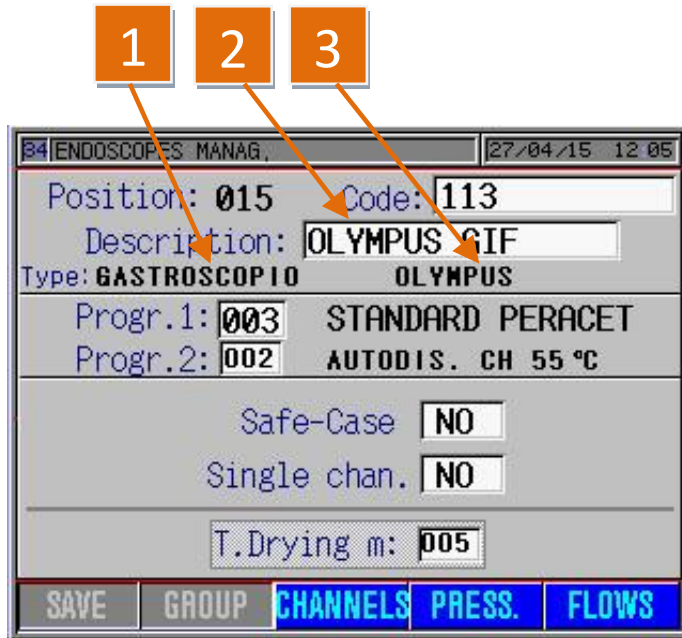 1 2 3
84 ENDOSCOPES MANAG, 27/04/15 12 05
Position: 015 Code: 113
Description: OLYMPUS GIF
Type: GASTROSCOPIO OLYMPUS
Progr.1: 003 STANDARD PERACET
Progr.2: 002 AUTODIS. CH 55 °C
Safe-Case NO
Single chan. NO
T.Drying m: 005
SAVE GROUP CHANNELS PRESS. FLOWS